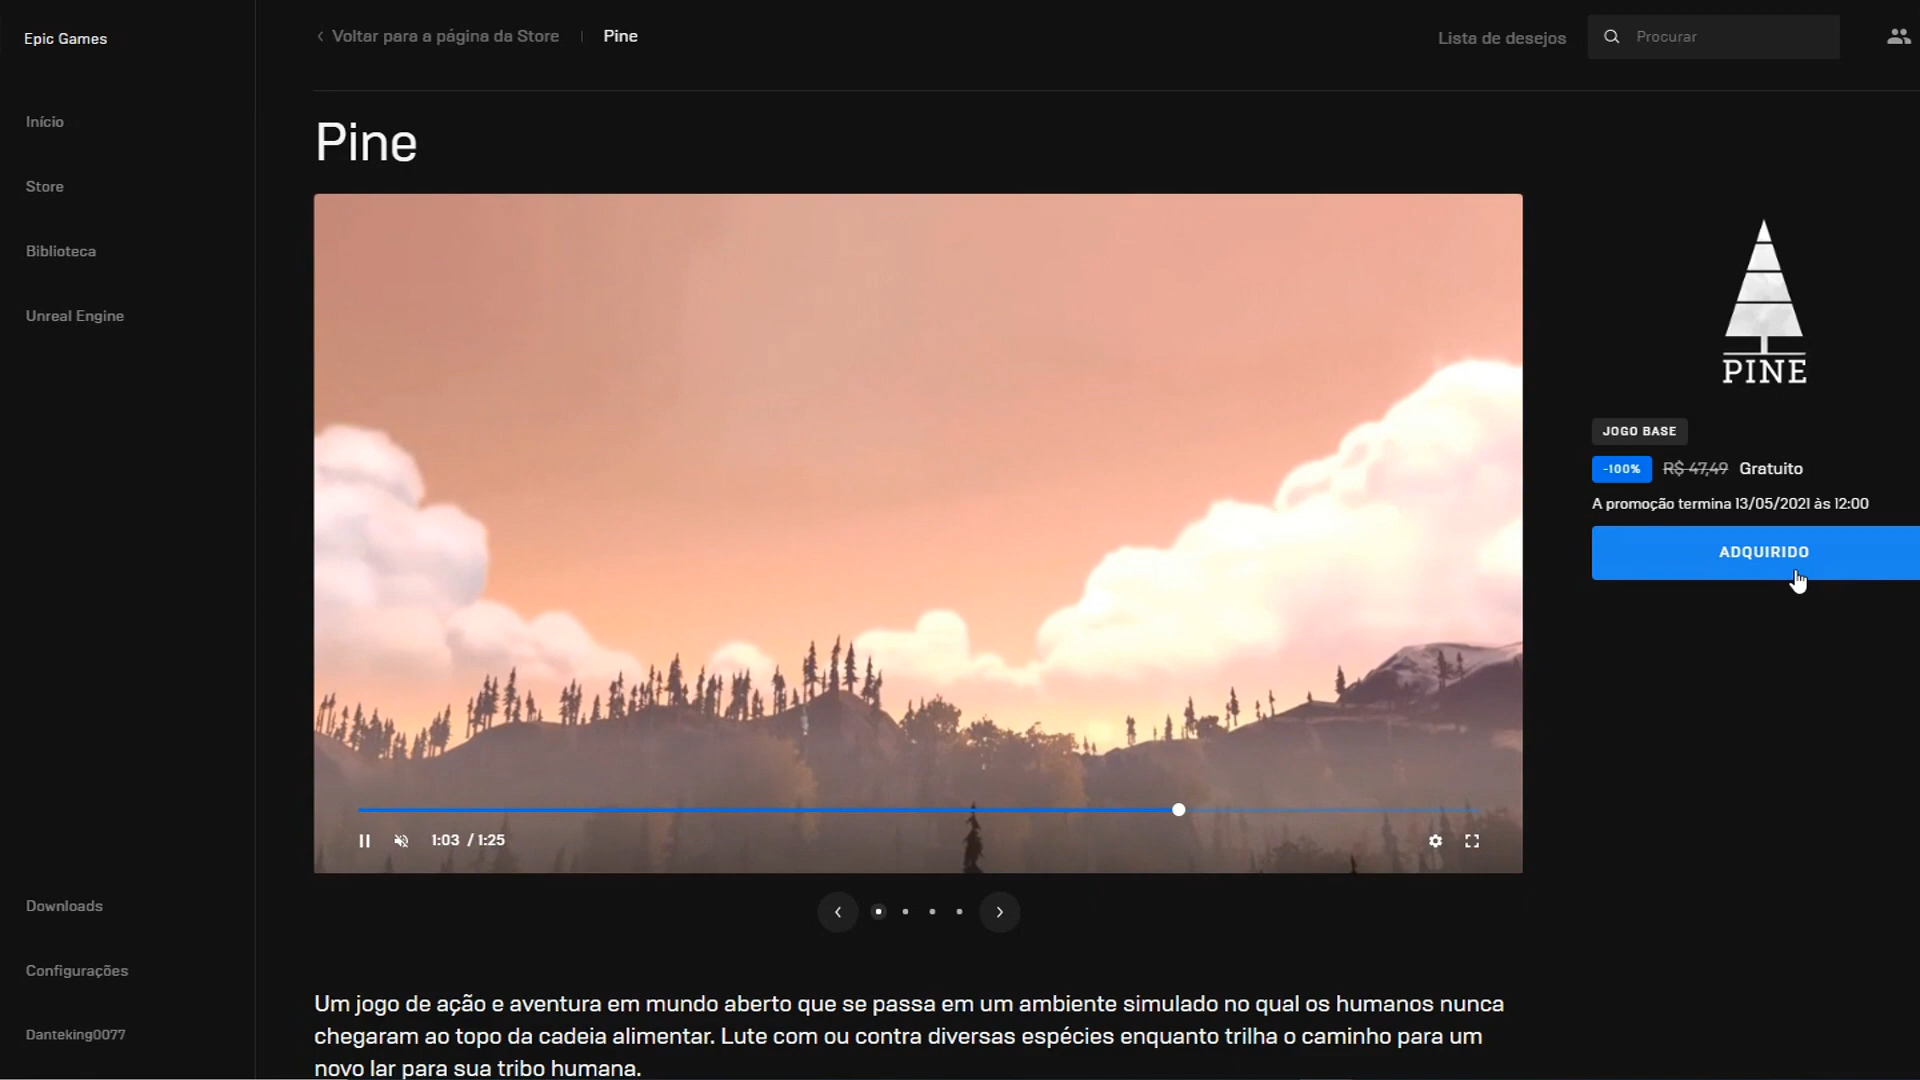 Epic Games
Voltar para a página da Store
Pine
Lista de desejos
Procurar
Início
Store
Biblioteca
Unreal Engine
Downloads
Configurações
Danteking0077
Pine
1:03 / 1:25
PINE
JOGO BASE
-100% R$ 47,49 Gratuito
A promoção termina 13/05/2021 às 12:00
ADQUIRIDO
Um jogo de ação e aventura em mundo aberto que se passa em um ambiente simulado no qual os humanos nunca
chegaram ao topo da cadeia alimentar. Lute com ou contra diversas espécies enquanto trilha o caminho para um
novo lar para sua tribo humana.